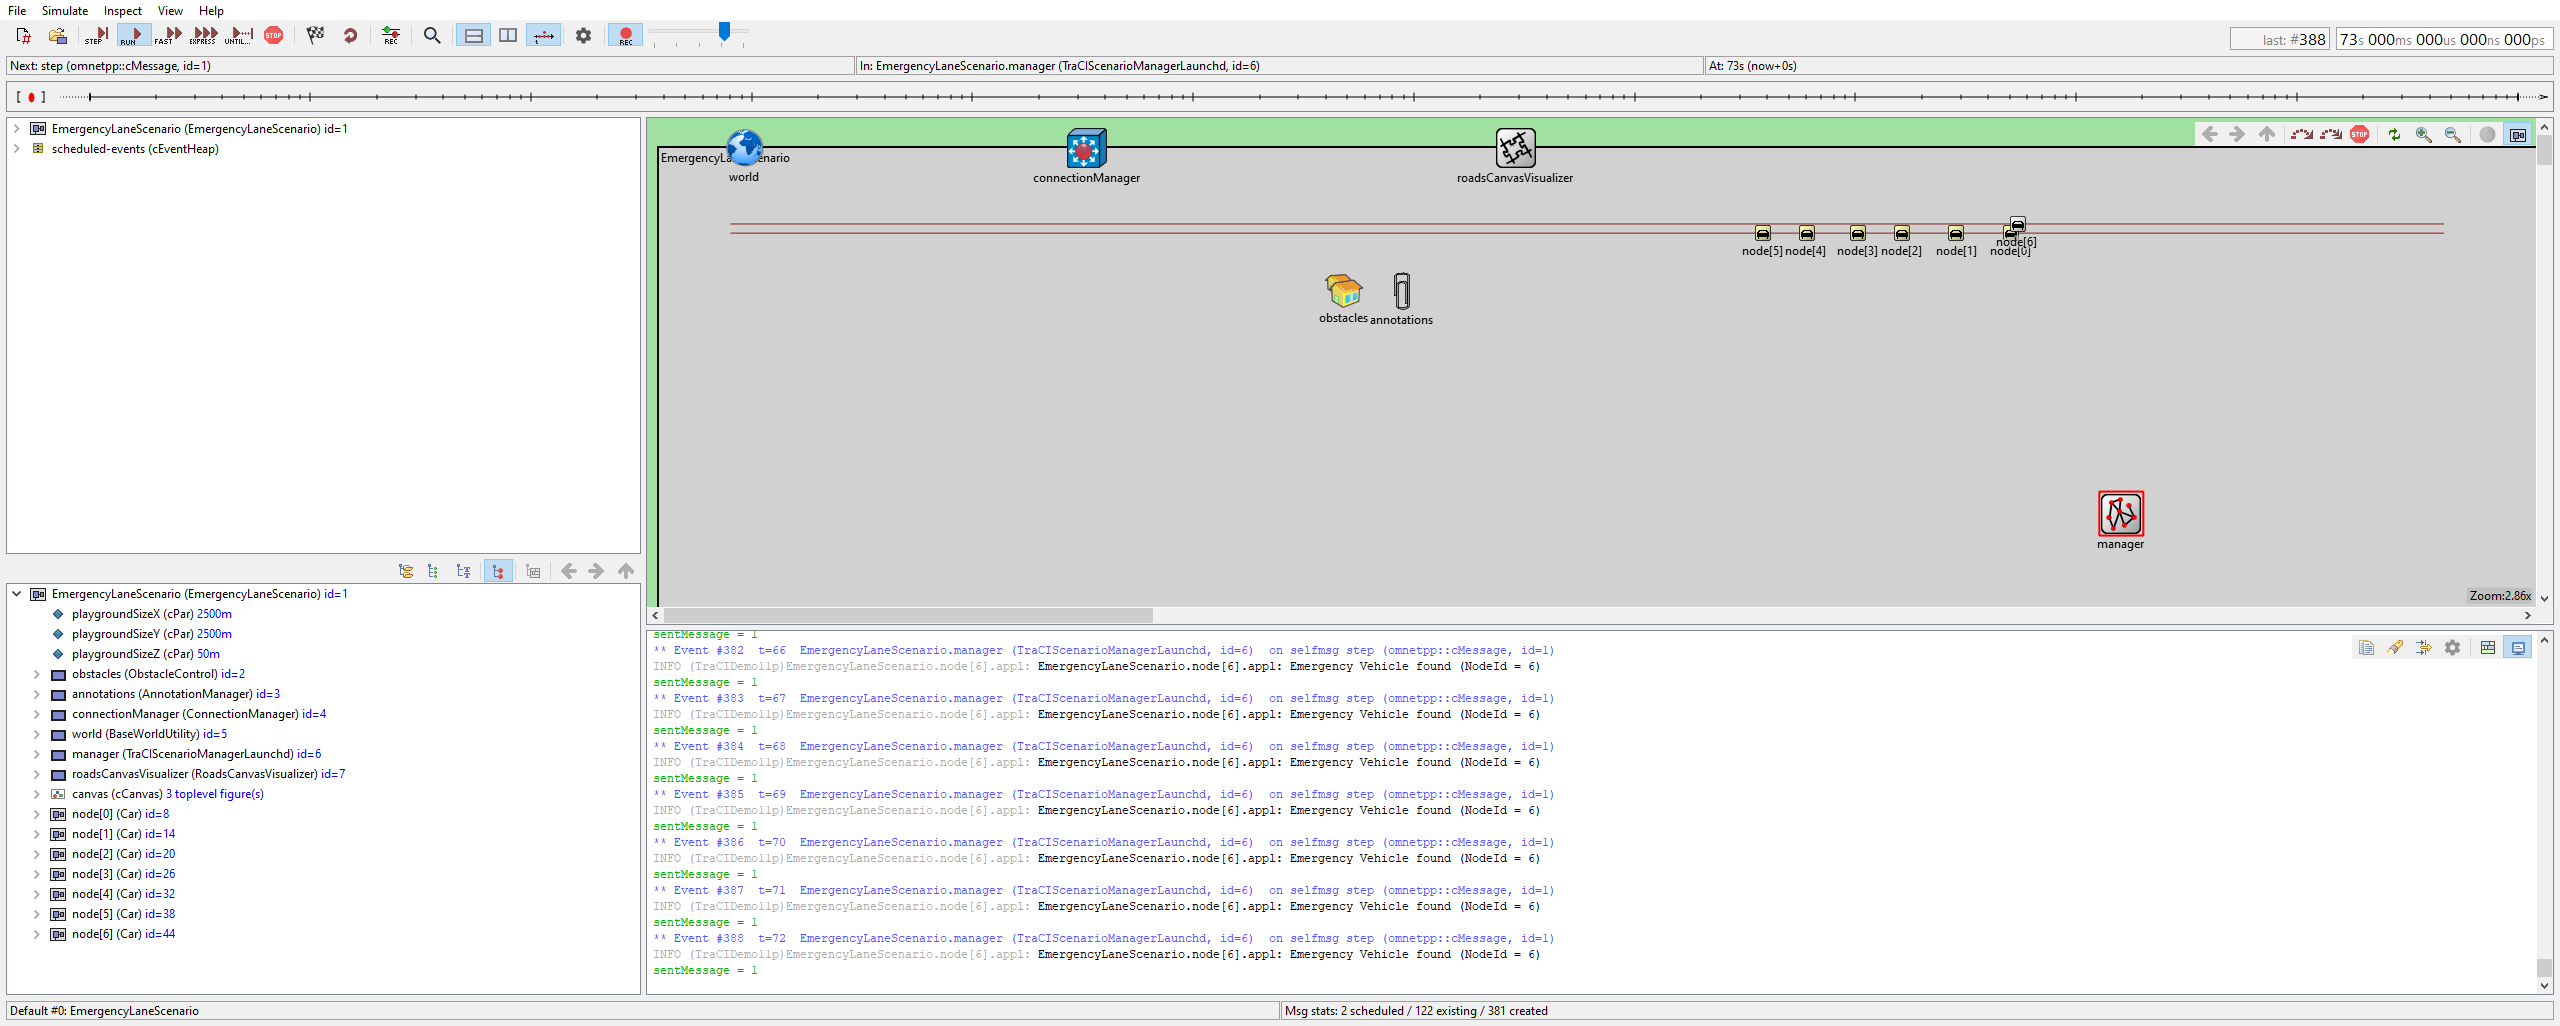 File Simulate Inspect View Help
STEP RUN FAST EXPRESS UNTIL... STOP REC REC
last: #388 73s 000ms 000us 000ns 000ps
Next: step (omnetpp::cMessage, id=1) In: EmergencyLaneScenario.manager (TraCIScenarioManagerLaunchd, id=6) At: 73s (now+0s)
EmergencyLaneScenario (EmergencyLaneScenario) id=1
scheduled-events (cEventHeap)
STOP
world
connectionManager
roadsCanvasVisualizer
node[6]
node[5] node[4] node[3] node[2] node[1] node[0]
obstacles annotations
manager
Zoom:2.86x
EmergencyLaneScenario (EmergencyLaneScenario) id=1
playgroundSizeX (cPar) 2500m
playgroundSizeY (cPar) 2500m
playgroundSizeZ (cPar) 50m
obstacles (ObstacleControl) id=2
annotations (AnnotationManager) id=3
connectionManager (ConnectionManager) id=4
world (BaseWorldUtility) id=5
manager (TraCIScenarioManagerLaunchd) id=6
roadsCanvasVisualizer (RoadsCanvasVisualizer) id=7
canvas (cCanvas) 3 toplevel figure(s)
node[0] (Car) id=8
node[1] (Car) id=14
node[2] (Car) id=20
node[3] (Car) id=26
node[4] (Car) id=32
node[5] (Car) id=38
node[6] (Car) id=44
sentMessage = 1
** Event #382 t=66 EmergencyLaneScenario.manager (TraCIScenarioManagerLaunchd, id=6) on selfmsg step (omnetpp::cMessage, id=1)
INFO (TraCIDemo11p)EmergencyLaneScenario.node[6].appl: EmergencyLaneScenario.node[6].appl: Emergency Vehicle found (NodeId = 6)
sentMessage = 1
** Event #383 t=67 EmergencyLaneScenario.manager (TraCIScenarioManagerLaunchd, id=6) on selfmsg step (omnetpp::cMessage, id=1)
INFO (TraCIDemo11p)EmergencyLaneScenario.node[6].appl: EmergencyLaneScenario.node[6].appl: Emergency Vehicle found (NodeId = 6)
sentMessage = 1
** Event #384 t=68 EmergencyLaneScenario.manager (TraCIScenarioManagerLaunchd, id=6) on selfmsg step (omnetpp::cMessage, id=1)
INFO (TraCIDemo11p)EmergencyLaneScenario.node[6].appl: EmergencyLaneScenario.node[6].appl: Emergency Vehicle found (NodeId = 6)
sentMessage = 1
** Event #385 t=69 EmergencyLaneScenario.manager (TraCIScenarioManagerLaunchd, id=6) on selfmsg step (omnetpp::cMessage, id=1)
INFO (TraCIDemo11p)EmergencyLaneScenario.node[6].appl: EmergencyLaneScenario.node[6].appl: Emergency Vehicle found (NodeId = 6)
sentMessage = 1
** Event #386 t=70 EmergencyLaneScenario.manager (TraCIScenarioManagerLaunchd, id=6) on selfmsg step (omnetpp::cMessage, id=1)
INFO (TraCIDemo11p)EmergencyLaneScenario.node[6].appl: EmergencyLaneScenario.node[6].appl: Emergency Vehicle found (NodeId = 6)
sentMessage = 1
** Event #387 t=71 EmergencyLaneScenario.manager (TraCIScenarioManagerLaunchd, id=6) on selfmsg step (omnetpp::cMessage, id=1)
INFO (TraCIDemo11p)EmergencyLaneScenario.node[6].appl: EmergencyLaneScenario.node[6].appl: Emergency Vehicle found (NodeId = 6)
sentMessage = 1
** Event #388 t=72 EmergencyLaneScenario.manager (TraCIScenarioManagerLaunchd, id=6) on selfmsg step (omnetpp::cMessage, id=1)
INFO (TraCIDemo11p)EmergencyLaneScenario.node[6].appl: EmergencyLaneScenario.node[6].appl: Emergency Vehicle found (NodeId = 6)
sentMessage = 1
Default #0: EmergencyLaneScenario Msg stats: 2 scheduled / 122 existing / 381 created